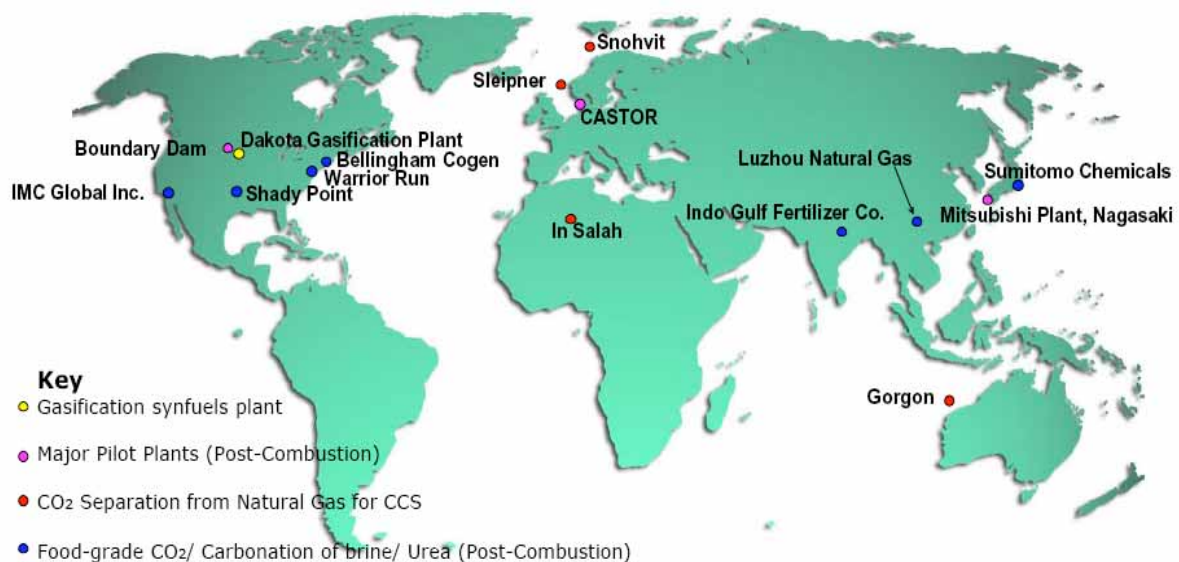 Snohvit
Sleipner
CASTOR
Boundary Dam
Dakota Gasification Plant
Bellingham Cogen
Warrior Run
IMC Global Inc.
Shady Point
Luzhou Natural Gas
Sumitomo Chemicals
Indo Gulf Fertilizer Co.
Mitsubishi Plant, Nagasaki
In Salah
Gorgon
Key
Gasification synfuels plant
Major Pilot Plants (Post-Combustion)
CO2 Separation from Natural Gas for CCS
Food-grade CO2/ Carbonation of brine/ Urea (Post-Combustion)